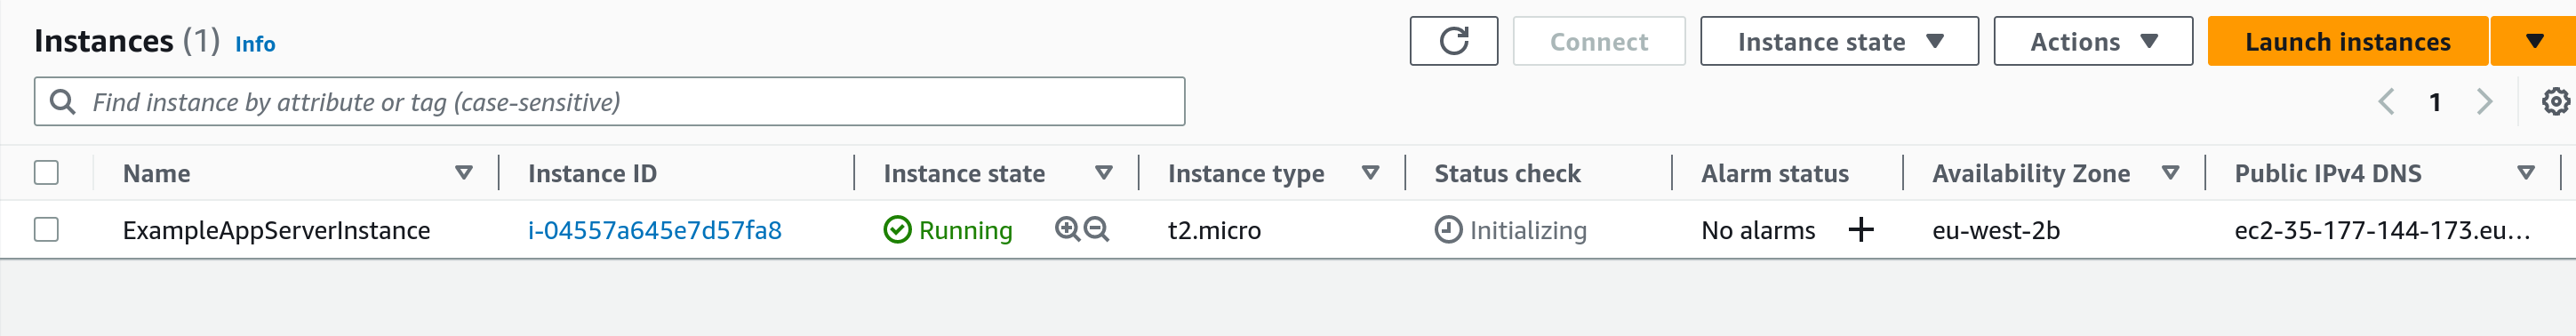 Instances (1) Info
Connect
Instance state
Actions
Launch instances
Find instance by attribute or tag (case-sensitive)
1
Name Instance ID Instance state Instance type Status check Alarm status Availability Zone Public IPv4 DNS
ExampleAppServerInstance i-04557a645e7d57fa8 Running t2.micro Initializing No alarms + eu-west-2b ec2-35-177-144-173.eu...